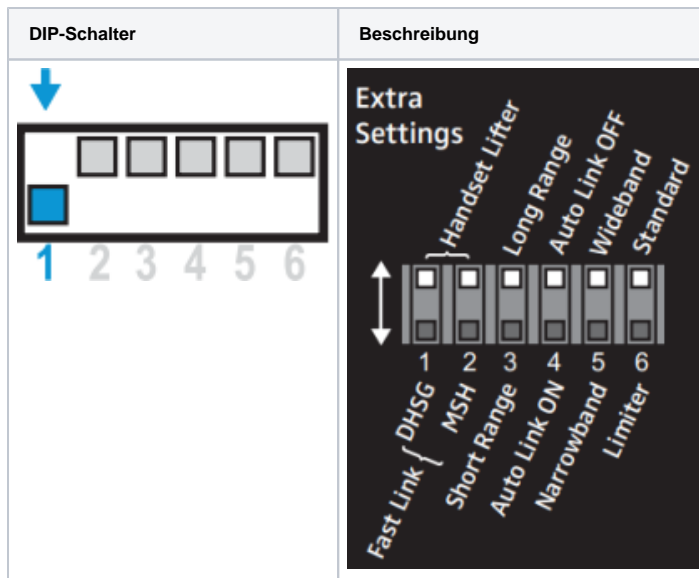 DIP-Schalter
Beschreibung
1 2 3 4 5 6
Extra
Settings
Handset Lifter
Long Range
Auto Link OFF
Wideband
Standard
1 2 3 4 5 6
Fast Link { DHSG
MSH
Short Range
Auto Link ON
Narrowband
Limiter